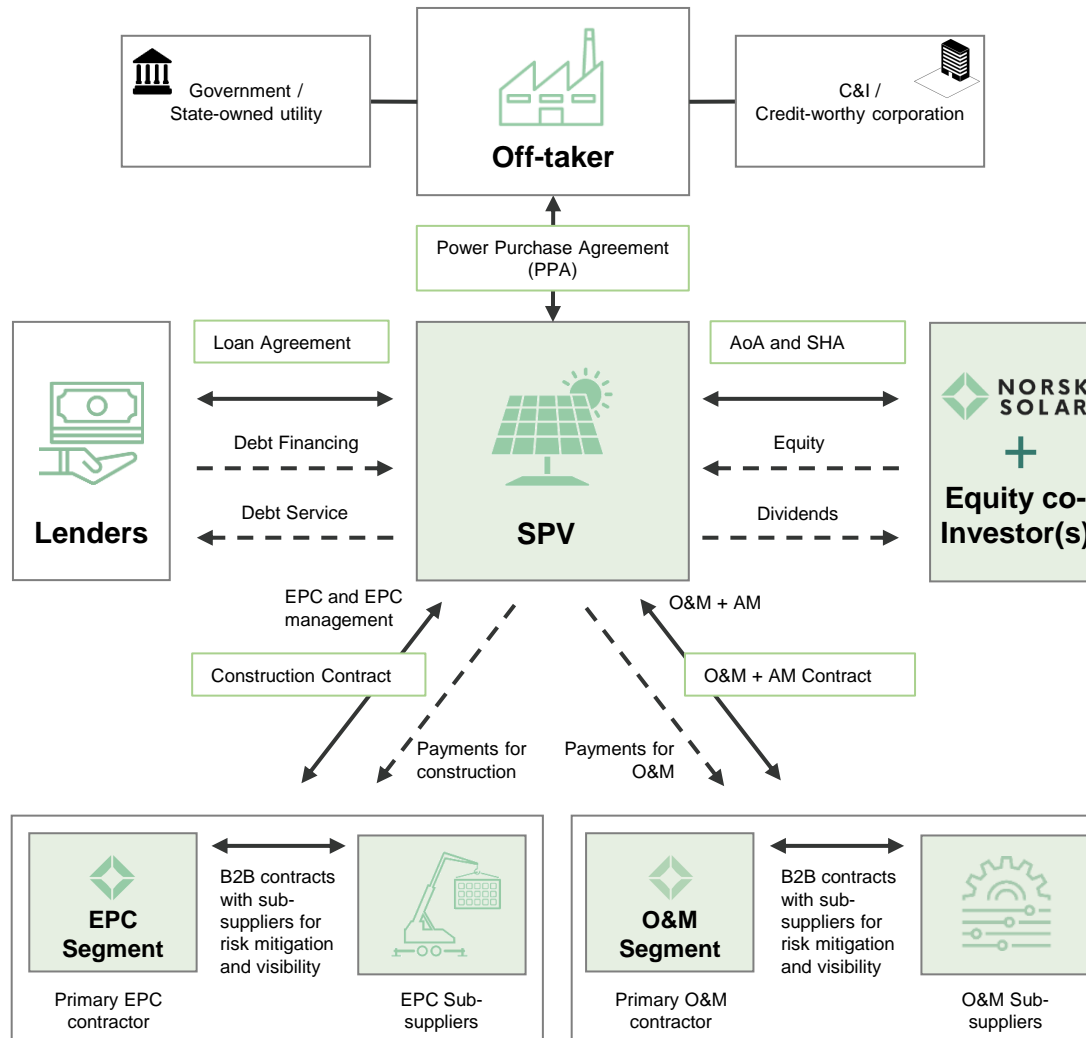 Government /
State-owned utility
C&I /
Credit-worthy corporation
Off-taker
Power Purchase Agreement
(PPA)
Loan Agreement
AoA and SHA
NORSK
SOLAR
Debt Financing
Equity
+
Lenders
Debt Service
SPV
Dividends
Equity co-
Investor(s)
EPC and EPC
management
O&M + AM
Construction Contract
O&M + AM Contract
Payments for
construction
Payments for
O&M
EPC
Segment
B2B contracts
with sub-
suppliers for
risk mitigation
and visibility
Primary EPC
contractor
EPC Sub-
suppliers
O&M
Segment
B2B contracts
with sub-
suppliers for
risk mitigation
and visibility
Primary O&M
contractor
O&M Sub-
suppliers